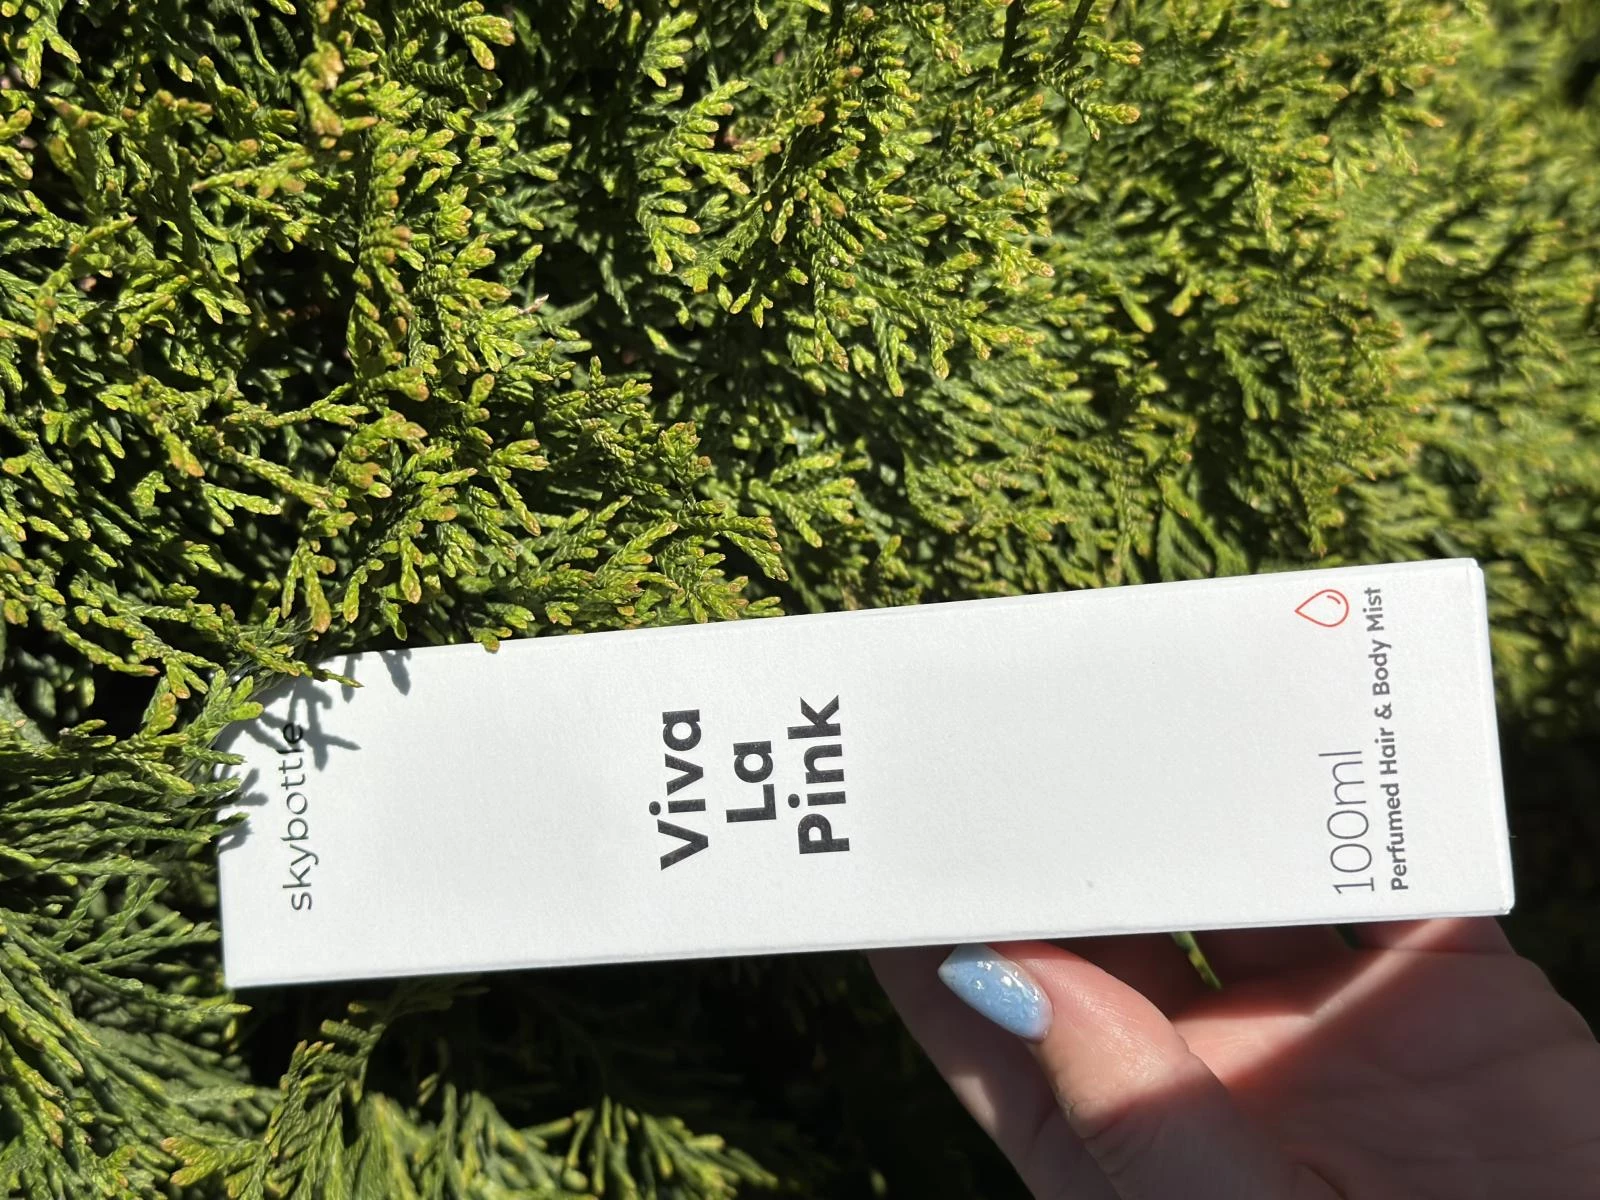 skybottle
Viva
La
Pink
100ml
Perfumed Hair & Body Mist